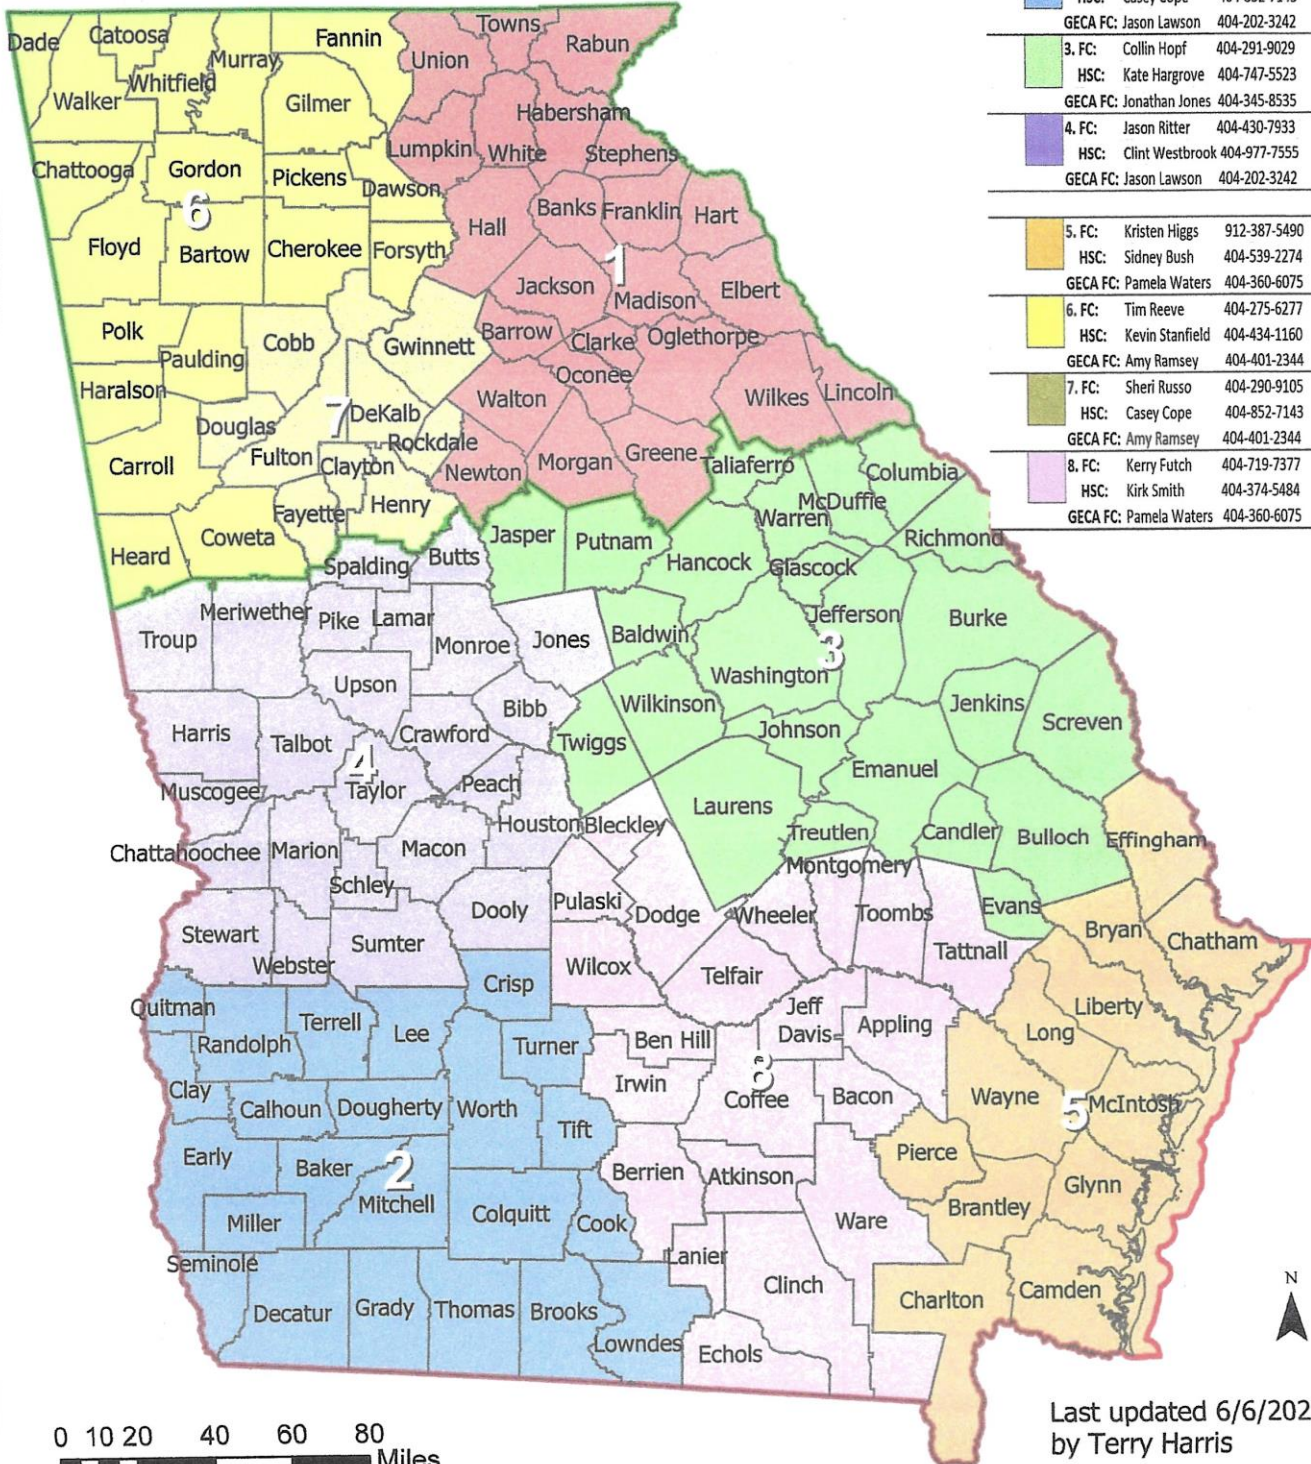 HSC: Casey Cope
GECA FC: Jason Lawson 404-202-3242
3. FC: Collin Hopf 404-291-9029
HSC: Kate Hargrove 404-747-5523
GECA FC: Jonathan Jones 404-345-8535
4. FC: Jason Ritter 404-430-7933
HSC: Clint Westbrook 404-977-7555
GECA FC: Jason Lawson 404-202-3242
5. FC: Kristen Higgs 912-387-5490
HSC: Sidney Bush 404-539-2274
GECA FC: Pamela Waters 404-360-6075
6. FC: Tim Reeve 404-275-6277
HSC: Kevin Stanfield 404-434-1160
GECA FC: Amy Ramsey 404-401-2344
7. FC: Sheri Russo 404-290-9105
HSC: Casey Cope 404-852-7143
GECA FC: Amy Ramsey 404-401-2344
8. FC: Kerry Futch 404-719-7377
HSC: Kirk Smith 404-374-5484
GECA FC: Pamela Waters 404-360-6075
Dade
Catoosa
Whitfield
Murray
Fannin
Walker
Gilmer
Chattooga
Gordon
Pickens
Dawson
6
Floyd
Bartow
Cherokee
Forsyth
Polk
Paulding
Haralson
Carroll
Heard
Coweta
Cobb
Gwinnett
Douglas
7
DeKalb
Rockdale
Fulton
Clayton
Fayette
Henry
Union
Towns
Rabun
Habersham
Lumpkin
White
Stephens
Hall
Banks
Franklin
Hart
1
Jackson
Madison
Elbert
Barrow
Clarke
Oglethorpe
Oconee
Walton
Wilkes
Lincoln
Newton
Morgan
Greene
Taliaferro
Columbia
McDuffie
Warren
Richmond
Jasper
Putnam
Hancock
Glascock
Jefferson
Burke
Baldwin
3
Washington
Wilkinson
Jenkins
Screven
Twiggs
Johnson
Emanuel
Laurens
Treutlen
Candler
Bulloch
Evans
Spalding
Butts
Troup
Meriwether
Pike
Lamar
Monroe
Jones
Upson
Bibb
Harris
Talbot
Crawford
4
Taylor
Peach
Muscogee
Houston
Chattahoochee
Marion
Macon
Schley
Dooly
Stewart
Webster
Sumter
Bleckley
Pulaski
Dodge
Wheeler
Montgomery
Toombs
Tattnall
Wilcox
Telfair
Jeff
Davis
Appling
Ben Hill
Irwin
8
Coffee
Bacon
Berrien
Atkinson
Ware
Lanier
Clinch
Echols
Quitman
Crisp
Randolph
Terrell
Lee
Turner
Clay
Calhoun
Dougherty
Worth
Tift
Early
Baker
2
Mitchell
Miller
Colquitt
Cook
Seminole
Decatur
Grady
Thomas
Brooks
Lowndes
Effingham
Bryan
Chatham
Liberty
Long
Wayne
5
McIntosh
Pierce
Brantley
Glynn
Charlton
Camden
N
0 10 20 40 60 80
Miles
Last updated 6/6/202
by Terry Harris